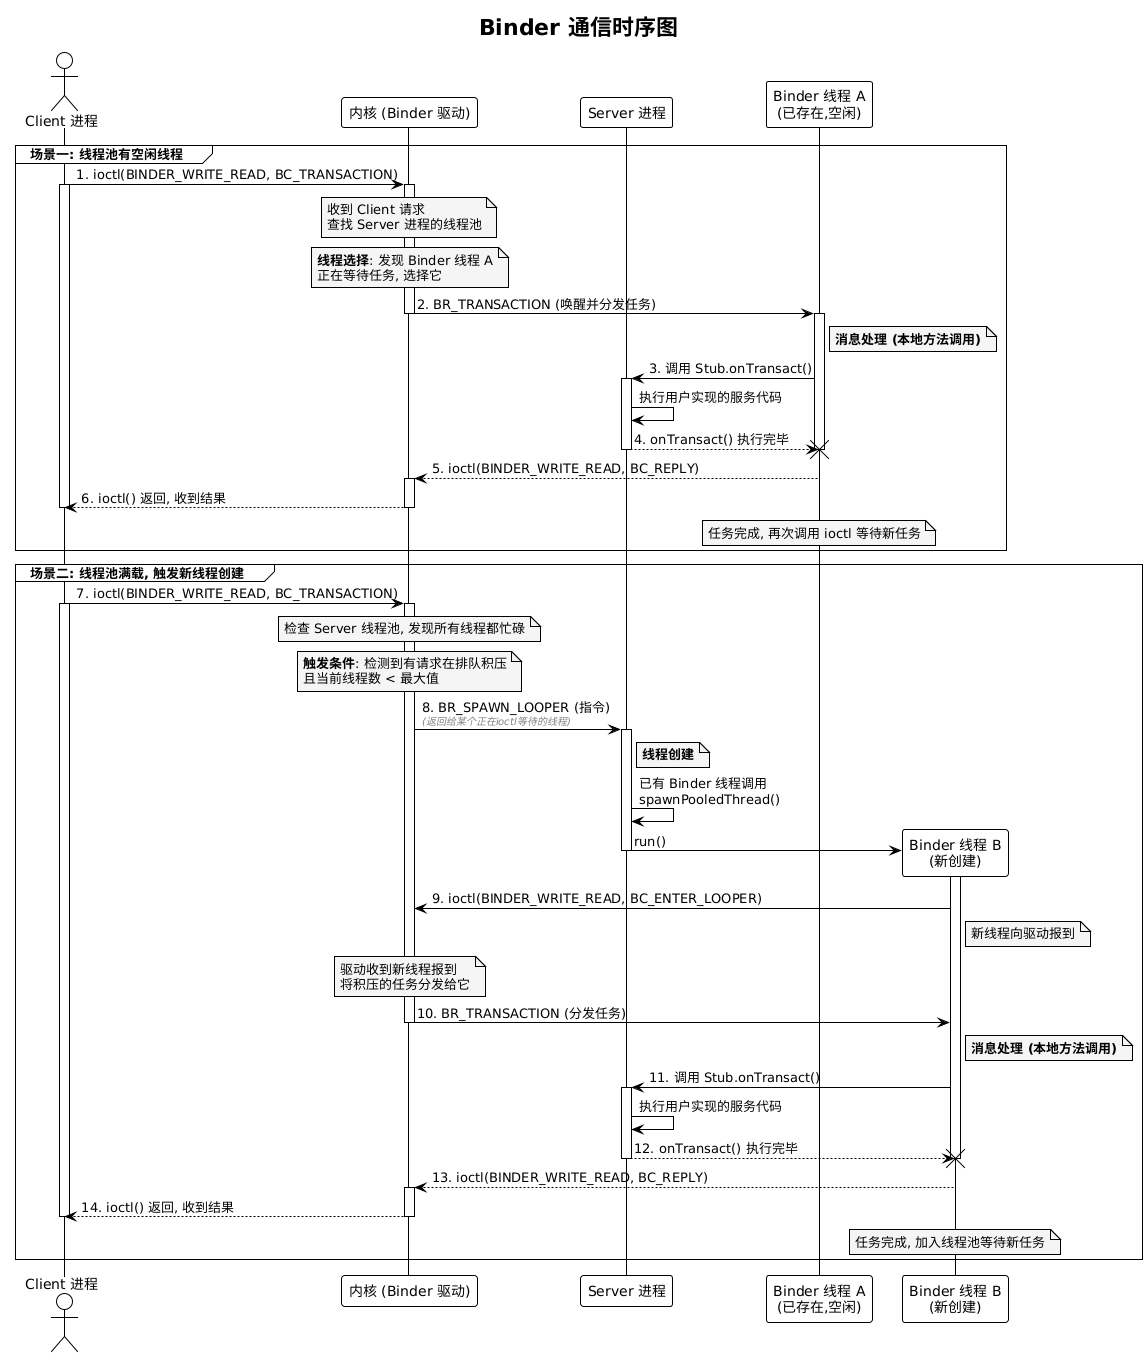 Binder 通信时序图
Client 进程
内核 (Binder 驱动)
Server 进程
Binder 线程 A
(已存在,空闲)
场景一: 线程池有空闲线程
1. ioctl(BINDER_WRITE_READ, BC_TRANSACTION)
收到 Client 请求
查找 Server 进程的线程池
线程选择: 发现 Binder 线程 A
正在等待任务, 选择它
2. BR_TRANSACTION (唤醒并分发任务)
消息处理 (本地方法调用)
3. 调用 Stub.onTransact()
执行用户实现的服务代码
4. onTransact() 执行完毕
5. ioctl(BINDER_WRITE_READ, BC_REPLY)
6. ioctl() 返回, 收到结果
任务完成, 再次调用 ioctl 等待新任务
场景二: 线程池满载, 触发新线程创建
7. ioctl(BINDER_WRITE_READ, BC_TRANSACTION)
检查 Server 线程池, 发现所有线程都忙碌
触发条件: 检测到有请求在排队积压
且当前线程数 < 最大值
8. BR_SPAWN_LOOPER (指令)
(返回给某个正在ioctl等待的线程)
线程创建
已有 Binder 线程调用
spawnPooledThread()
run()
Binder 线程 B
(新创建)
9. ioctl(BINDER_WRITE_READ, BC_ENTER_LOOPER)
新线程向驱动报到
驱动收到新线程报到
将积压的任务分发给它
10. BR_TRANSACTION (分发任务)
消息处理 (本地方法调用)
11. 调用 Stub.onTransact()
执行用户实现的服务代码
12. onTransact() 执行完毕
13. ioctl(BINDER_WRITE_READ, BC_REPLY)
14. ioctl() 返回, 收到结果
任务完成, 加入线程池等待新任务
Client 进程
内核 (Binder 驱动)
Server 进程
Binder 线程 A
(已存在,空闲)
Binder 线程 B
(新创建)